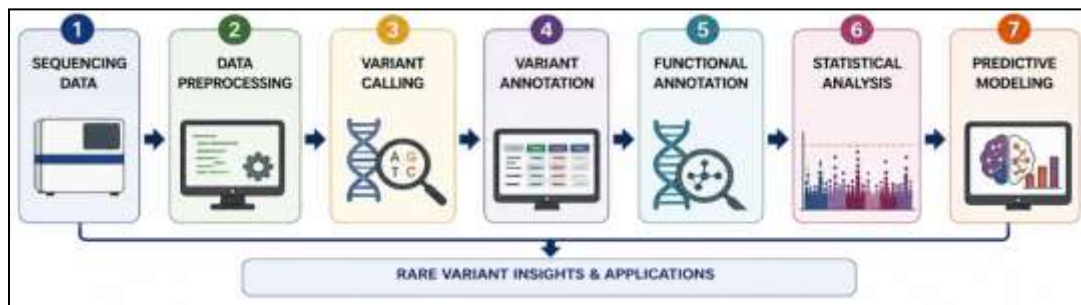 1
SEQUENCING
DATA
2
DATA
PREPROCESSING
3
VARIANT
CALLING
A G
T C
4
VARIANT
ANNOTATION
5
FUNCTIONAL
ANNOTATION
6
STATISTICAL
ANALYSIS
7
PREDICTIVE
MODELING
RARE VARIANT INSIGHTS & APPLICATIONS